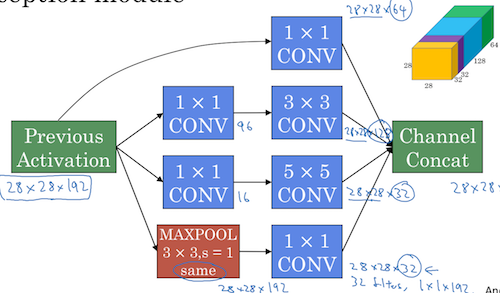 ception module
28×28×64
1 × 1
CONV
64
128
32
32
28
28
1 × 1
CONV
96
3 × 3
CONV
28×28×128
Previous
Activation
28×28×192
Channel
Concat
28×28×
1 × 1
CONV
16
5 × 5
CONV
28×28×32
MAXPOOL
3 × 3,s = 1
same
28×28×192
1 × 1
CONV
28×28×32
32 filters, 1×1×192.
An